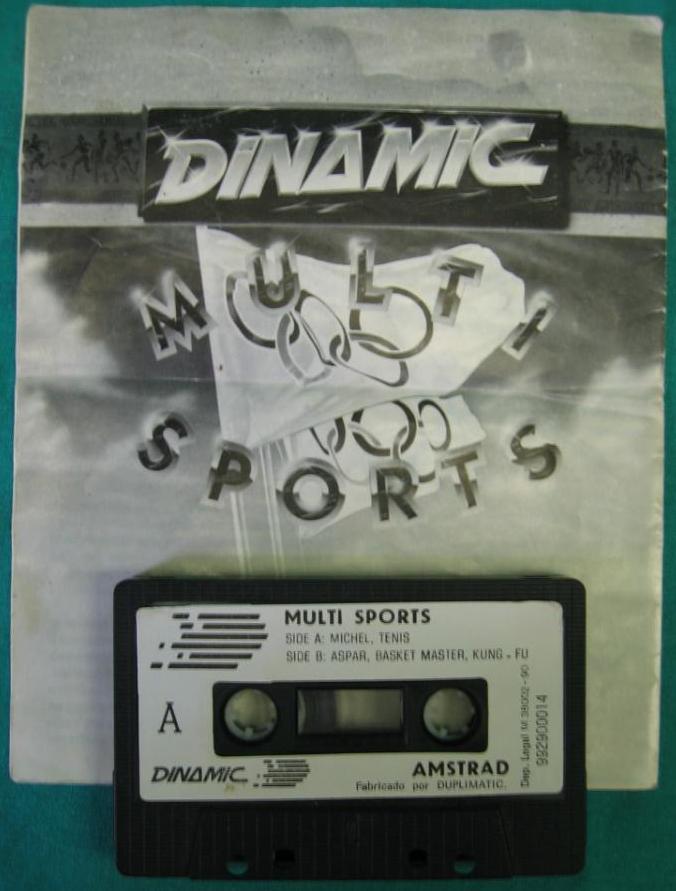 DINAMIC
MULTI
SPORTS
MULTI SPORTS
SIDE A: MICHEL, TENIS
SIDE B: ASPAR, BASKET MASTER, KUNG - FU
A
DINAMIC
AMSTRAD
Fabricado por DUPLIMATIC.
Dep. Legal M 38002-90
992900014